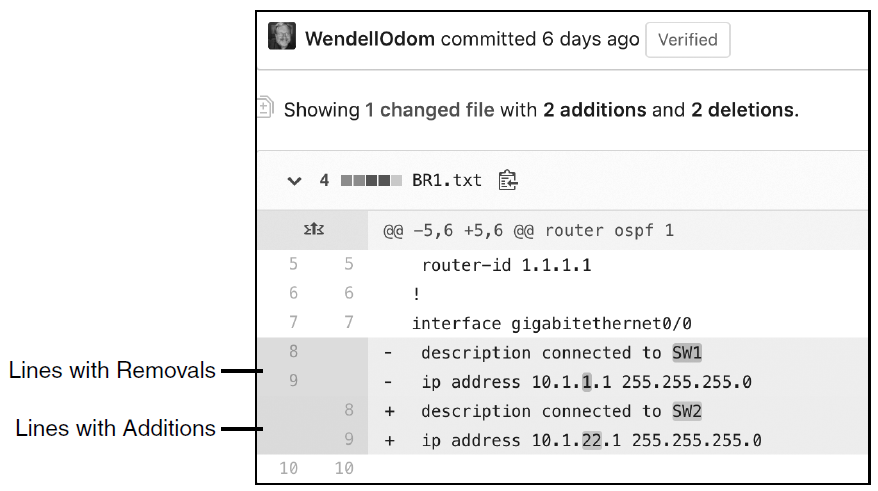 WendellOdom committed 6 days ago Verified
Showing 1 changed file with 2 additions and 2 deletions.
4 BR1.txt
@@ -5,6 +5,6 @@ router ospf 1
5 5 router-id 1.1.1.1
6 6 !
7 7 interface gigabitethernet0/0
8 - description connected to SW1
Lines with Removals
9 - ip address 10.1.1.1 255.255.255.0
8 + description connected to SW2
Lines with Additions
9 + ip address 10.1.22.1 255.255.255.0
10 10